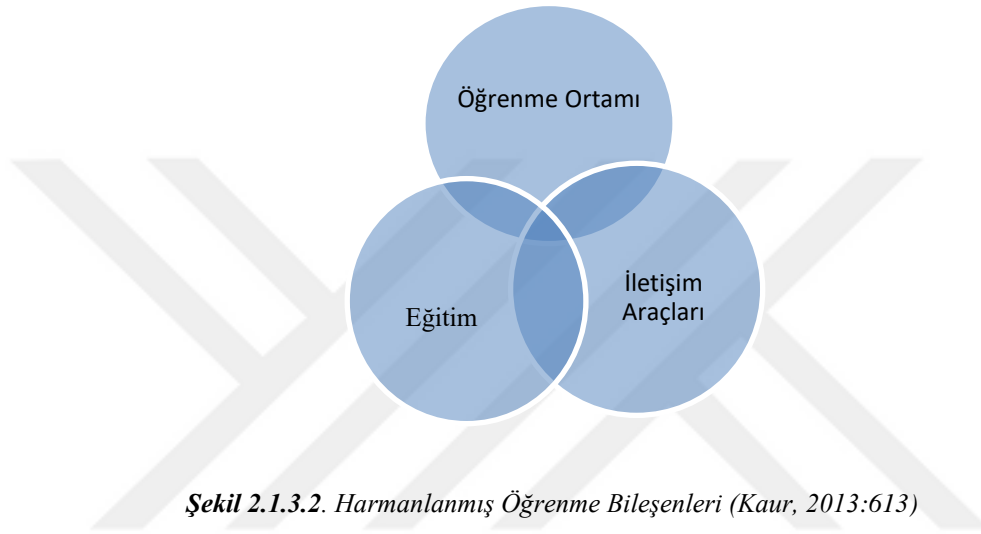 Öğrenme Ortamı
Eğitim
İletişim
Araçları
Şekil 2.1.3.2. Harmanlanmış Öğrenme Bileşenleri (Kaur, 2013:613)